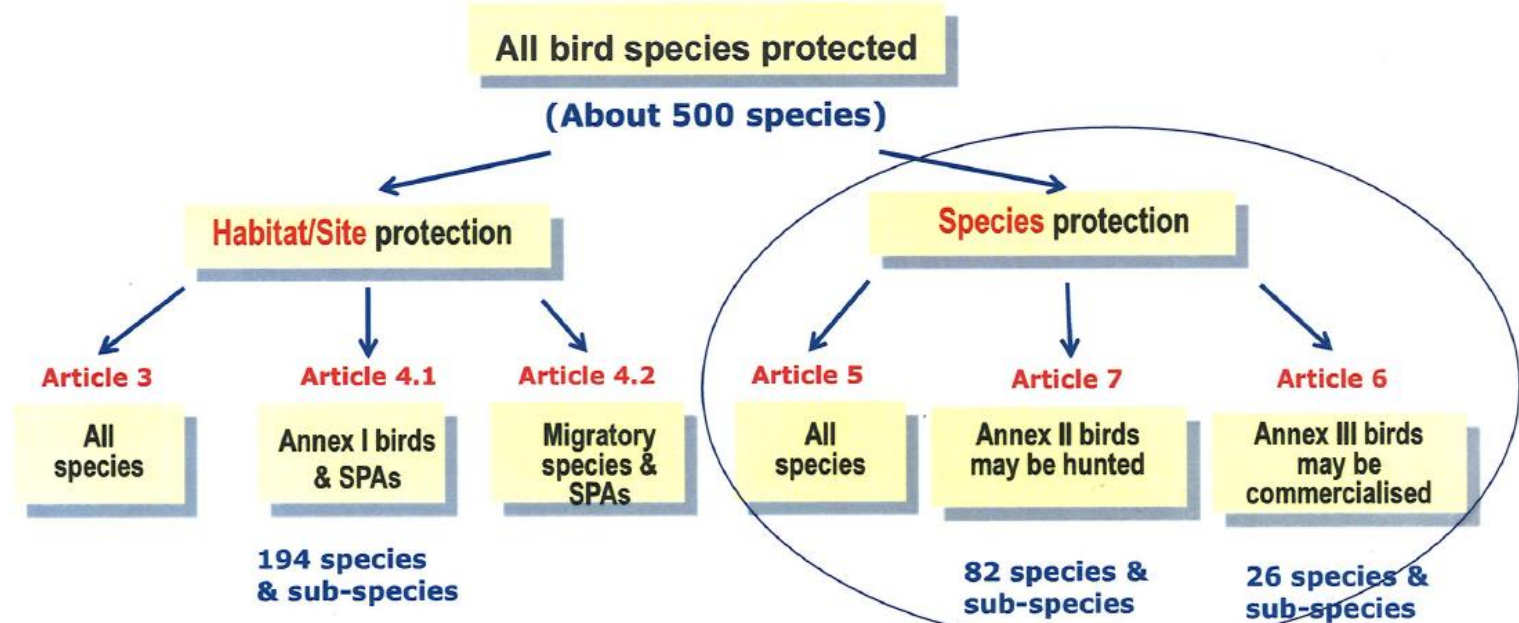 All bird species protected
(About 500 species)
Habitat/Site protection
Species protection
Article 3
Article 4.1
Article 4.2
Article 5
Article 7
Article 6
All
species
Annex I birds
& SPAs
Migratory
species &
SPAs
All
species
Annex II birds
may be hunted
Annex III birds
may be
commercialised
194 species
& sub-species
82 species &
sub-species
26 species &
sub-species